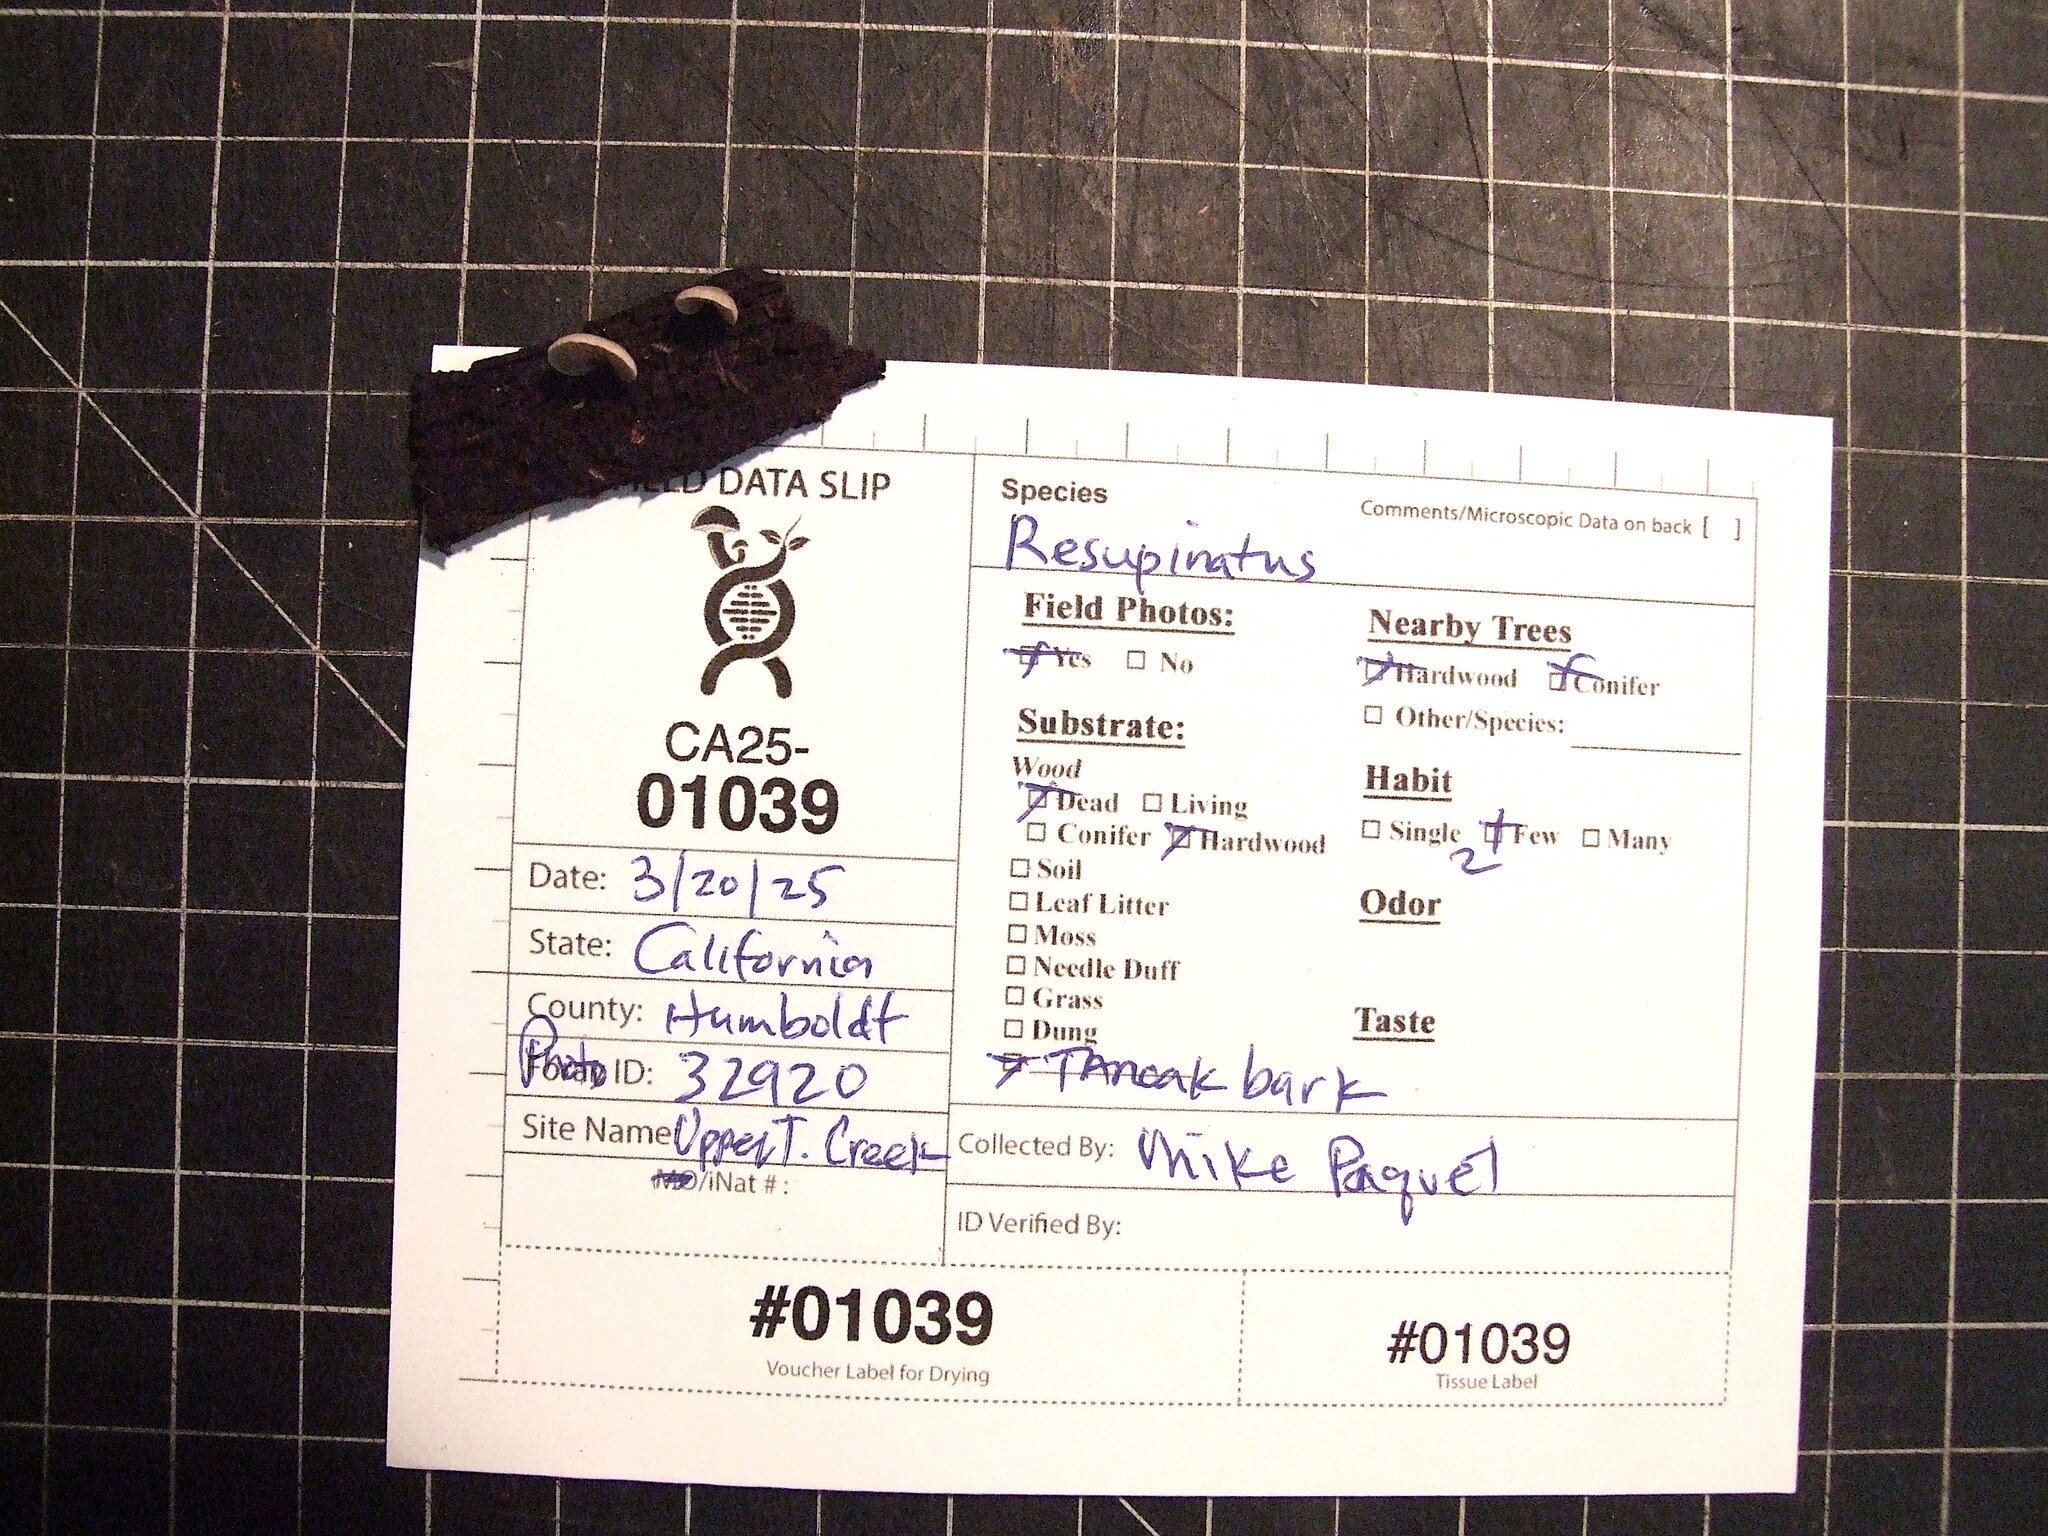 FIELD DATA SLIP
CA25-
01039
Date: 3/20/25
State: California
County: Humboldt
Photo ID: 32920
Site Name Upper T. Creek
MO/iNat #:
Species
Comments/Microscopic Data on back [ ]
Resupinatus
Field Photos:
Yes No
Substrate:
Wood
Dead Living
Conifer Hardwood
Soil
Leaf Litter
Moss
Needle Duff
Grass
Dung
TAnoak bark
Nearby Trees
Hardwood Conifer
Other/Species:
Habit
Single Few Many
2
Odor
Taste
Collected By: Mike Paquet
ID Verified By:
#01039
Voucher Label for Drying
#01039
Tissue Label